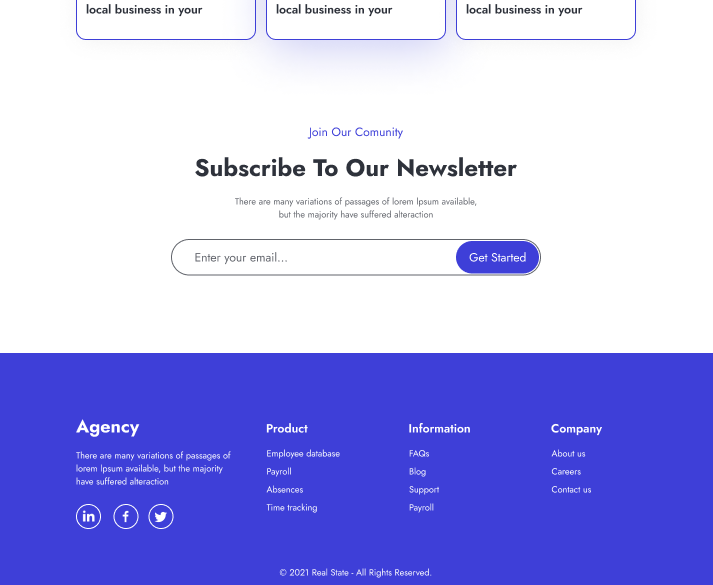 local business in your
local business in your
local business in your
Join Our Comunity
Subscribe To Our Newsletter
There are many variations of passages of lorem Ipsum available,
but the majority have suffered alteraction
Enter your email...
Get Started
Agency
There are many variations of passages of
lorem Ipsum available, but the majority
have suffered alteraction
in
f
Product
Employee database
Payroll
Absences
Time tracking
Information
FAQs
Blog
Support
Payroll
Company
About us
Careers
Contact us
© 2021 Real State - All Rights Reserved.